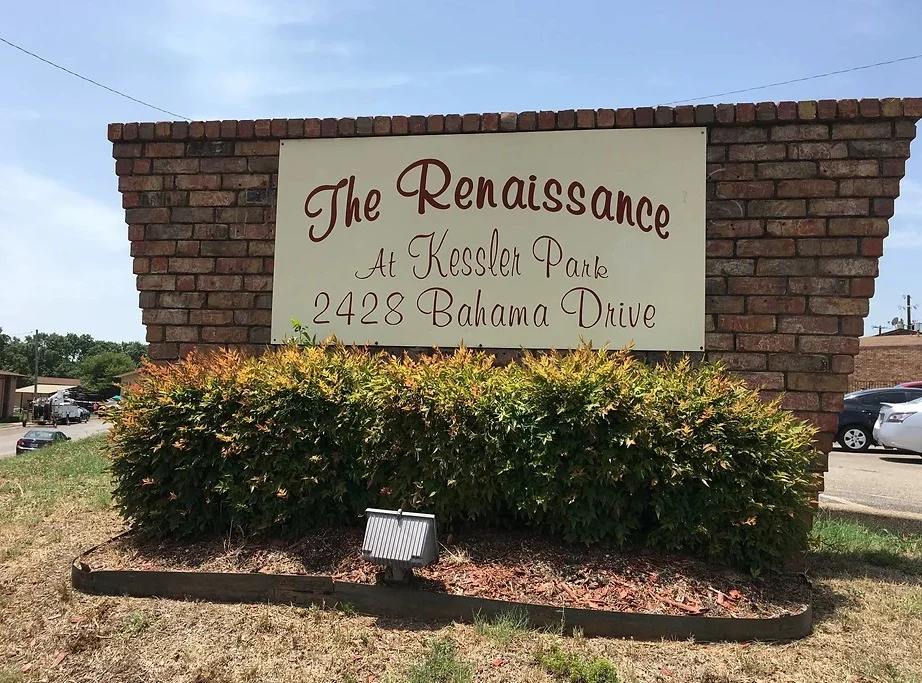 The Renaissance
At Kessler Park
2428 Bahama Drive